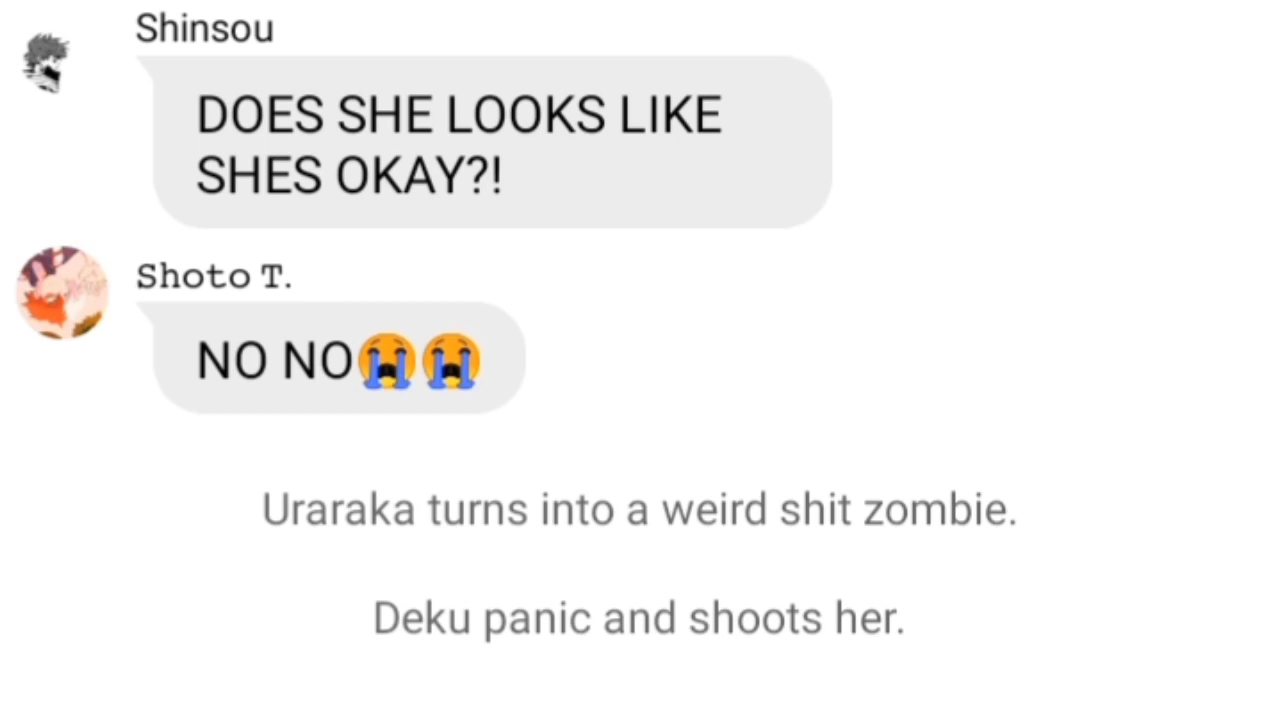 Shinsou
DOES SHE LOOKS LIKE
SHES OKAY?!
Shoto T.
NO NO😭😭
Uraraka turns into a weird shit zombie.
Deku panic and shoots her.